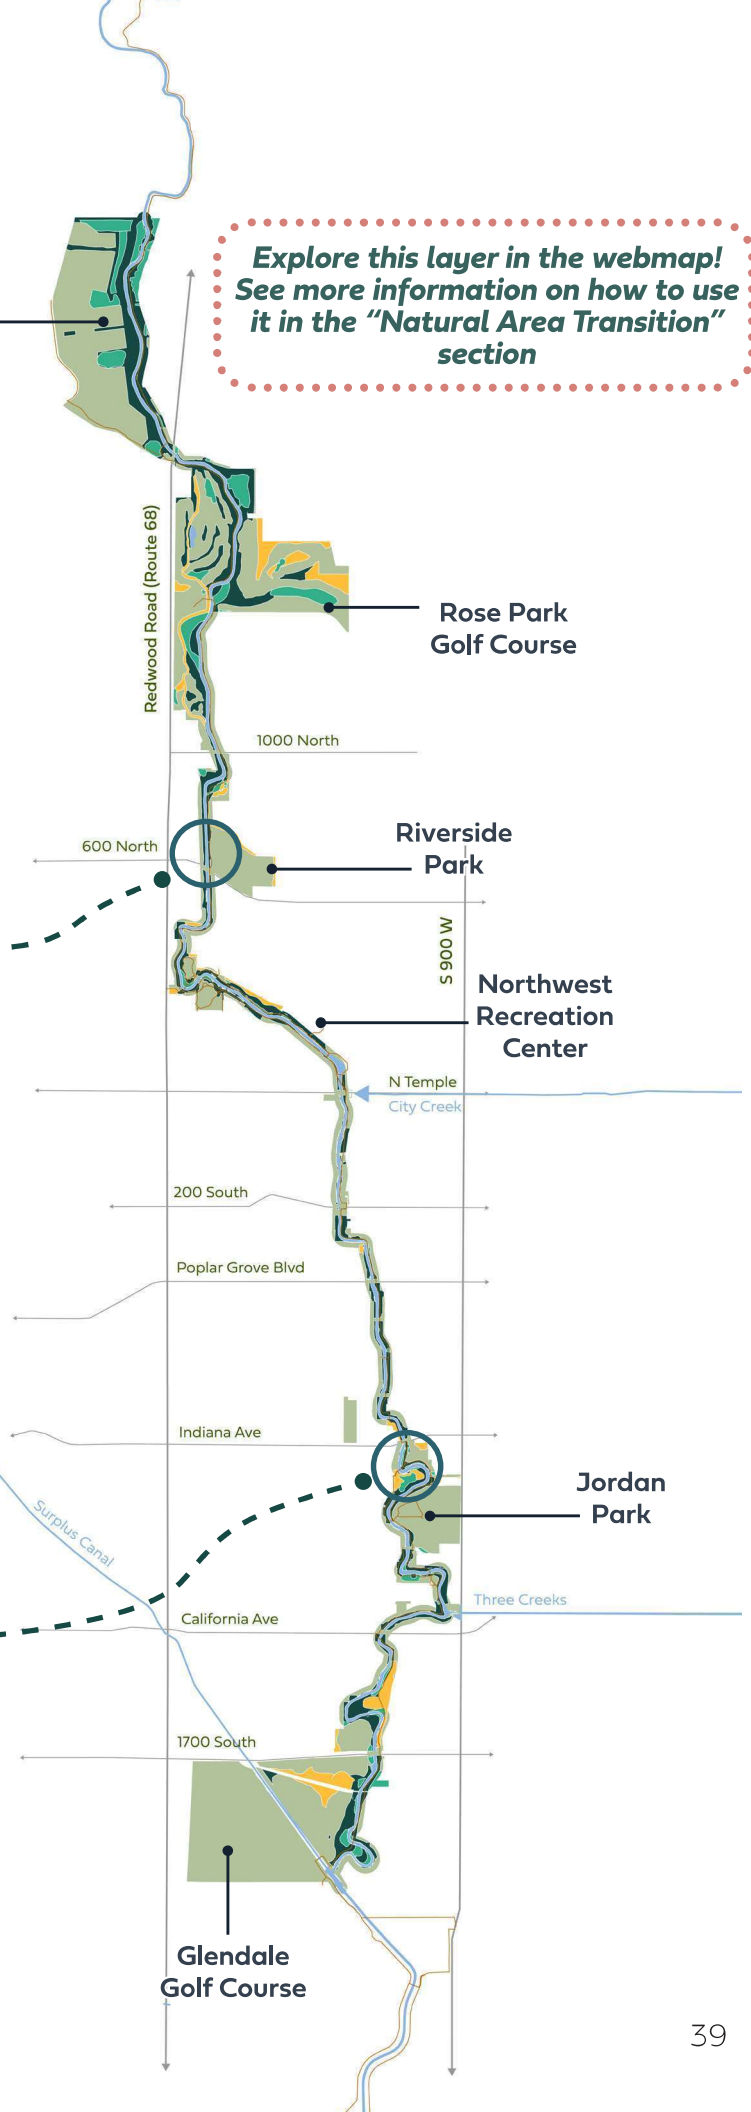 Explore this layer in the webmap!
See more information on how to use
it in the “Natural Area Transition”
section
Redwood Road (Route 68)
Rose Park
Golf Course
1000 North
Riverside
Park
600 North
S 900 W
Northwest
Recreation
Center
N Temple
City Creek
200 South
Poplar Grove Blvd
Indiana Ave
Jordan
Park
Surplus Canal
Three Creeks
California Ave
1700 South
Glendale
Golf Course
39